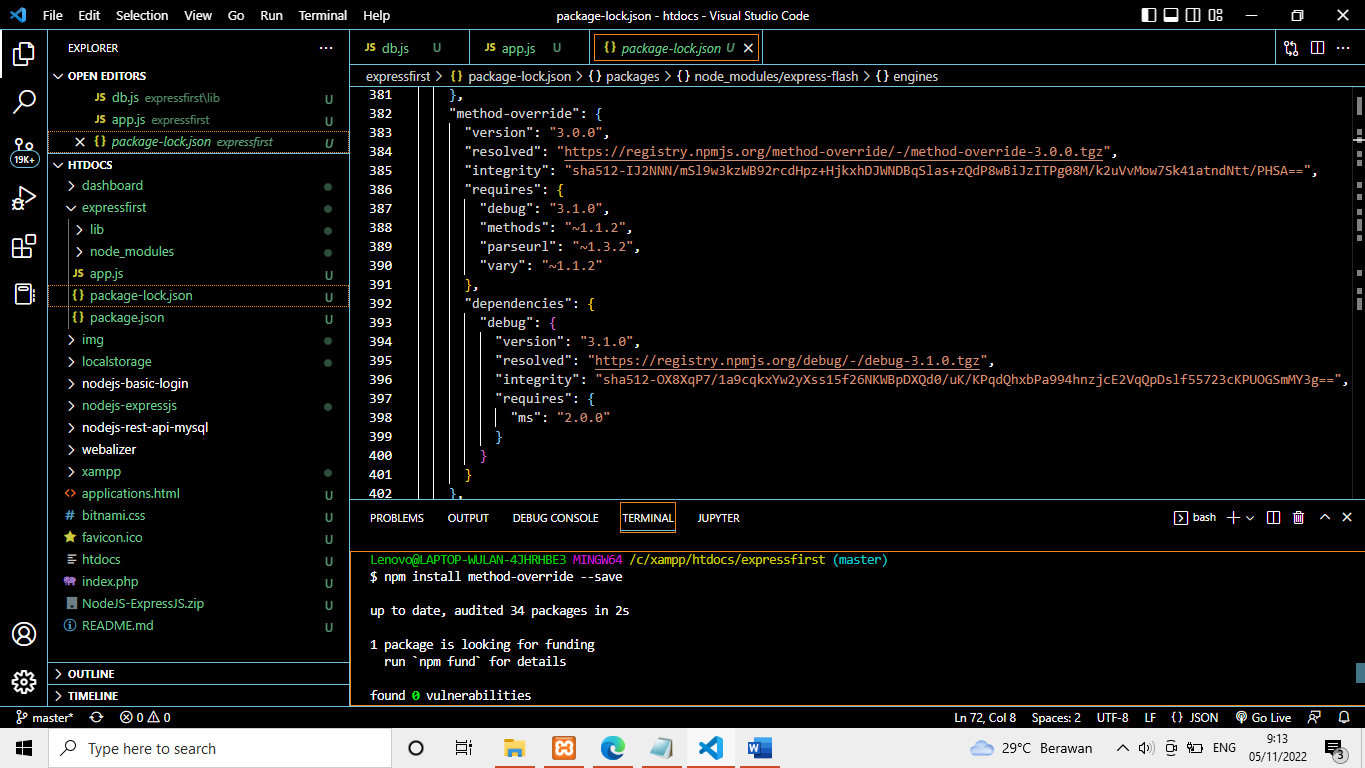 File Edit Selection View Go Run Terminal Help package-lock.json - htdocs - Visual Studio Code
EXPLORER
OPEN EDITORS
JS db.js expressfirst\lib U
JS app.js expressfirst U
{} package-lock.json expressfirst U
19K+
HTDOCS
dashboard
expressfirst
lib
node_modules
JS app.js U
{} package-lock.json U
{} package.json U
img
localstorage
nodejs-basic-login
nodejs-expressjs
nodejs-rest-api-mysql
webalizer
xampp
<> applications.html U
# bitnami.css U
favicon.ico U
htdocs U
index.php U
NodeJS-ExpressJS.zip U
README.md U
OUTLINE
TIMELINE
JS db.js U JS app.js U {} package-lock.json U
expressfirst > {} package-lock.json > {} packages > {} node_modules/express-flash > {} engines
381 },
382 "method-override": {
383 "version": "3.0.0",
384 "resolved": "https://registry.npmjs.org/method-override/-/method-override-3.0.0.tgz",
385 "integrity": "sha512-IJ2NNN/mSl9w3kzWB92rcdHpz+HjkxhDJWNDBqSlas+zQdP8wBiJzITPg08M/k2uVvMow7Sk41atndNtt/PHSA==",
386 "requires": {
387 "debug": "3.1.0",
388 "methods": "~1.1.2",
389 "parseurl": "~1.3.2",
390 "vary": "~1.1.2"
391 },
392 "dependencies": {
393 "debug": {
394 "version": "3.1.0",
395 "resolved": "https://registry.npmjs.org/debug/-/debug-3.1.0.tgz",
396 "integrity": "sha512-OX8XqP7/1a9cqkxYw2yXss15f26NKWBpDXQd0/uK/KPqdQhxbPa994hnzjcE2VqQpDslf55723cKPUOGSmMY3g==",
397 "requires": {
398 "ms": "2.0.0"
399 }
400 }
401 }
402 },
PROBLEMS OUTPUT DEBUG CONSOLE TERMINAL JUPYTER bash
Lenovo@LAPTOP-WULAN-4JHRHBE3 MINGW64 /c/xampp/htdocs/expressfirst (master)
$ npm install method-override --save
up to date, audited 34 packages in 2s
1 package is looking for funding
run `npm fund` for details
found 0 vulnerabilities
master* 0 0 Ln 72, Col 8 Spaces: 2 UTF-8 LF {} JSON Go Live
Type here to search 29°C Berawan ENG 9:13
05/11/2022 3